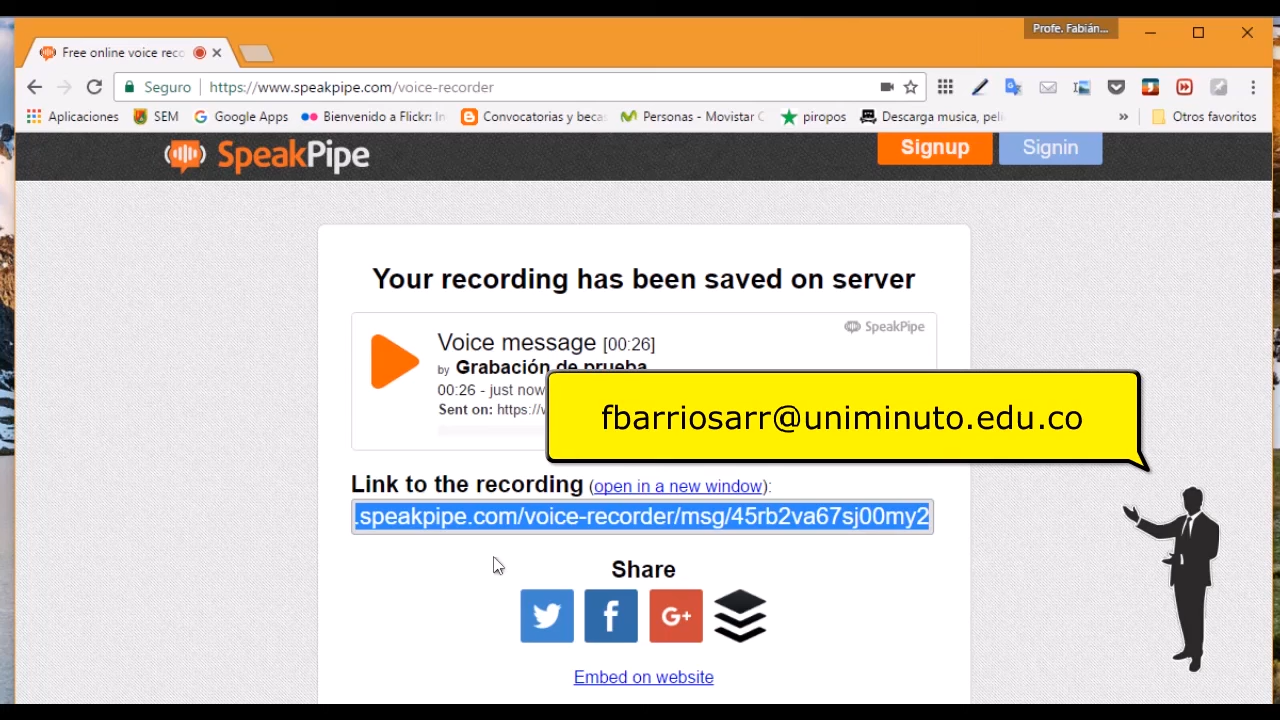 Profe. Fabián...
Free online voice reco
Seguro
https://www.speakpipe.com/voice-recorder
Aplicaciones
SEM
Google Apps
Bienvenido a Flickr: In
Convocatorias y beca
Personas - Movistar C
piropos
Descarga musica, peli
»
Otros favoritos
SpeakPipe
Signup
Signin
Your recording has been saved on server
SpeakPipe
Voice message [00:26]
by Grabación de prueba
00:26 - just now
Sent on: https://w
fbarriosarr@uniminuto.edu.co
Link to the recording (open in a new window):
.speakpipe.com/voice-recorder/msg/45rb2va67sj00my2
Share
G+
Embed on website